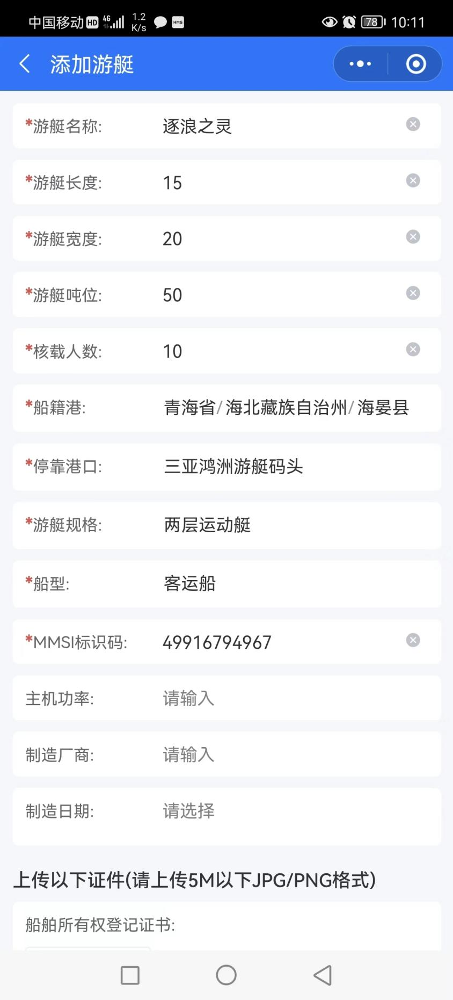 中国移动 HD 4G 1.2 K/s HMS 78 10:11
添加游艇
*游艇名称: 逐浪之灵
*游艇长度: 15
*游艇宽度: 20
*游艇吨位: 50
*核载人数: 10
*船籍港: 青海省/海北藏族自治州/海晏县
*停靠港口: 三亚鸿洲游艇码头
*游艇规格: 两层运动艇
*船型: 客运船
*MMSI标识码: 49916794967
主机功率: 请输入
制造厂商: 请输入
制造日期: 请选择
上传以下证件(请上传5M以下JPG/PNG格式)
船舶所有权登记证书: